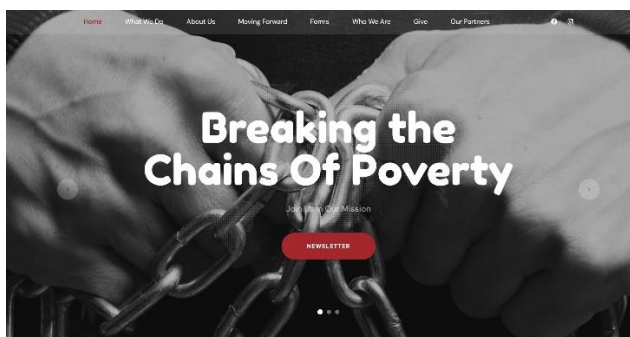 Home What We Do About Us Moving Forward Forms Who We Are Give Our Partners
Breaking the
Chains Of Poverty
Join Us In Our Mission
NEWSLETTER